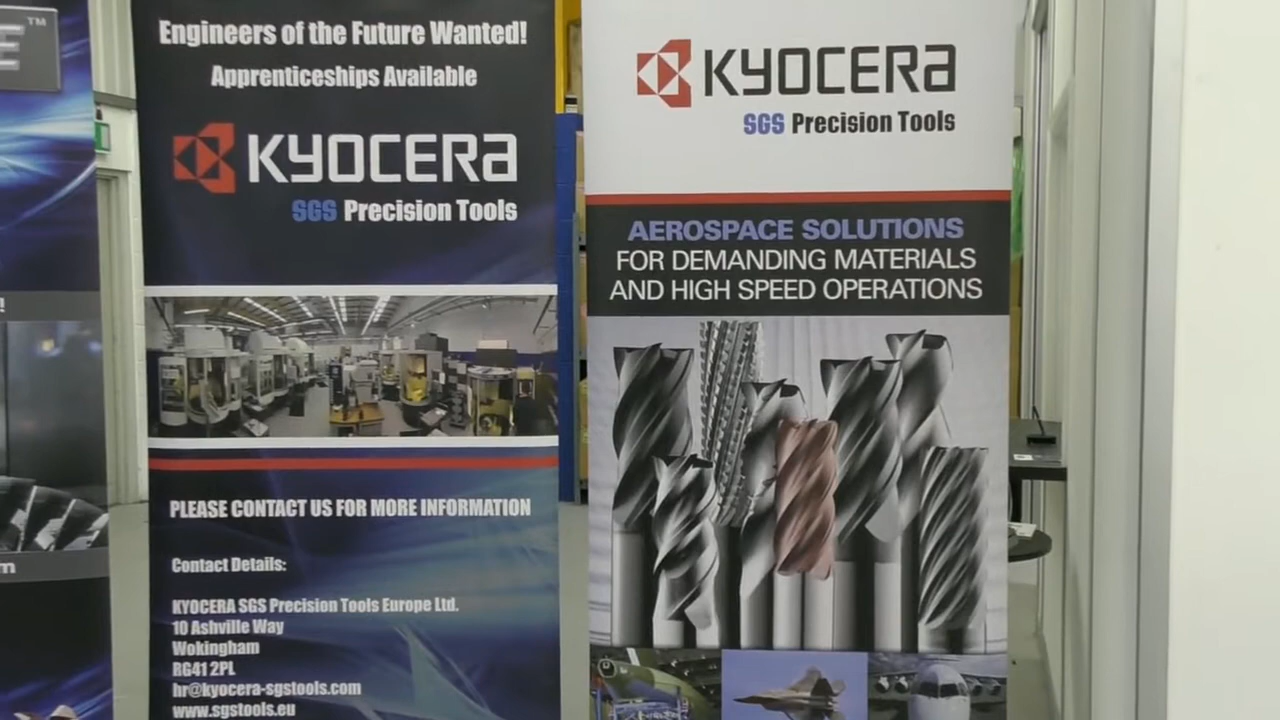 E™
!
m
Engineers of the Future Wanted!
Apprenticeships Available
KYOCERA
SGS Precision Tools
PLEASE CONTACT US FOR MORE INFORMATION
Contact Details:
KYOCERA SGS Precision Tools Europe Ltd.
10 Ashville Way
Wokingham
RG41 2PL
hr@kyocera-sgstools.com
www.sgstools.eu
KYOCERA
SGS Precision Tools
AEROSPACE SOLUTIONS
FOR DEMANDING MATERIALS
AND HIGH SPEED OPERATIONS